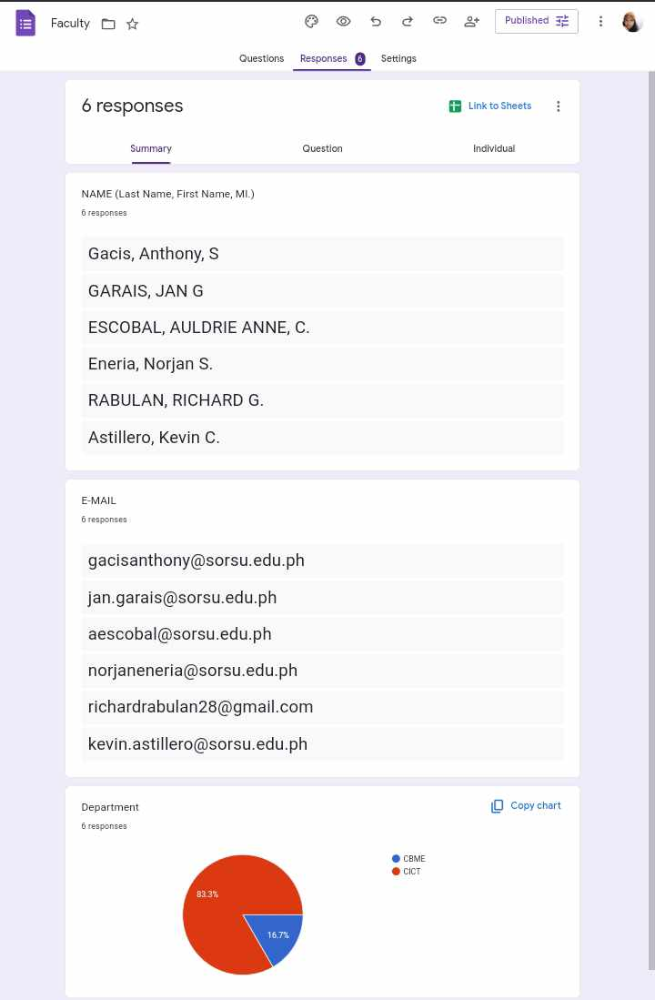 Faculty
Published
Questions
Responses 6
Settings
6 responses
Link to Sheets
Summary
Question
Individual
NAME (Last Name, First Name, MI.)
6 responses
Gacis, Anthony, S
GARAIS, JAN G
ESCOBAL, AULDRIE ANNE, C.
Eneria, Norjan S.
RABULAN, RICHARD G.
Astillero, Kevin C.
E-MAIL
6 responses
gacisanthony@sorsu.edu.ph
jan.garais@sorsu.edu.ph
aescobal@sorsu.edu.ph
norjaneneria@sorsu.edu.ph
richardrabulan28@gmail.com
kevin.astillero@sorsu.edu.ph
Department
Copy chart
6 responses
CBME
CICT
83.3%
16.7%